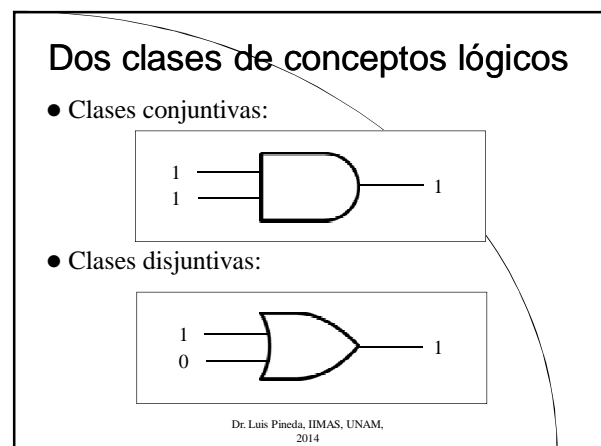 Dos clases de conceptos lógicos
● Clases conjuntivas:
1
1
1
● Clases disjuntivas:
1
0
1
Dr. Luis Pineda, IIMAS, UNAM,
2014